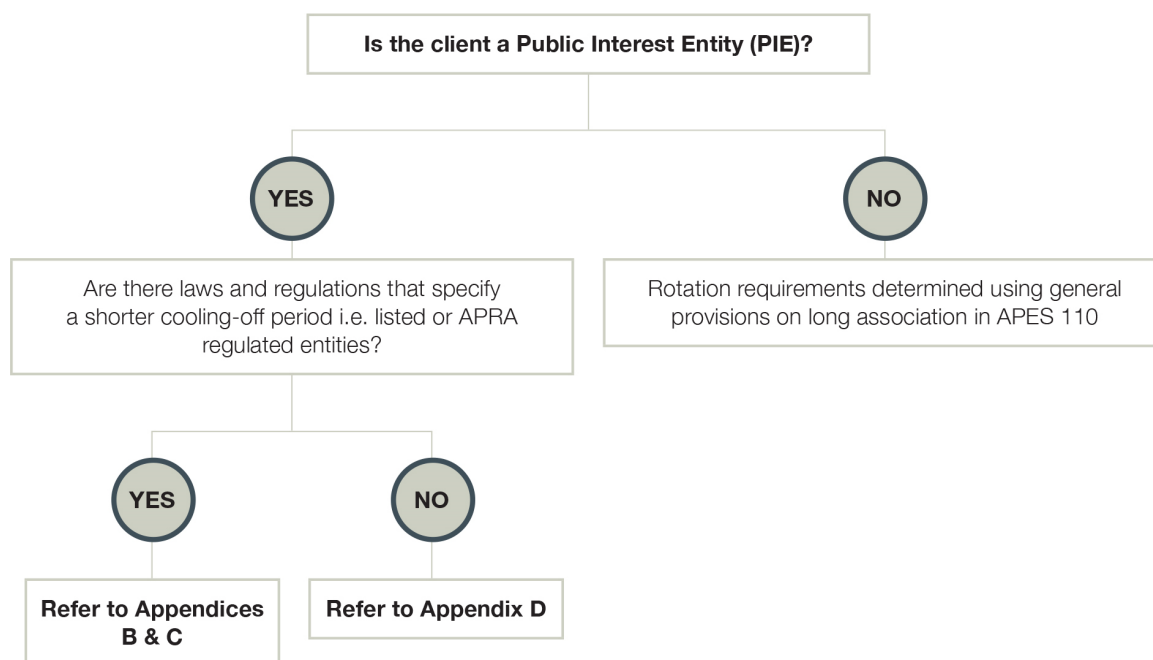 Is the client a Public Interest Entity (PIE)?
YES
NO
Are there laws and regulations that specify
a shorter cooling-off period i.e. listed or APRA
regulated entities?
Rotation requirements determined using general
provisions on long association in APES 110
YES
NO
Refer to Appendices
B & C
Refer to Appendix D